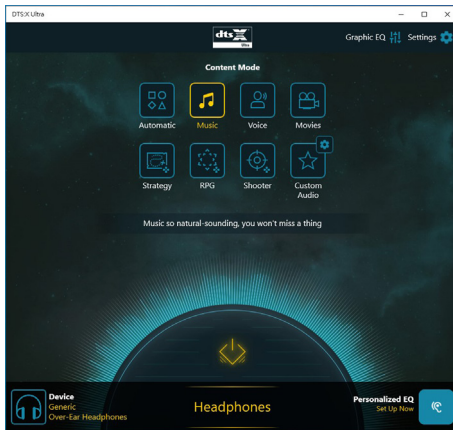 DTS:X Ultra
dts X
Ultra
Graphic EQ
Settings
Content Mode
Automatic
Music
Voice
Movies
Strategy
RPG
Shooter
Custom Audio
Music so natural-sounding, you won't miss a thing
Device
Generic
Over-Ear Headphones
Headphones
Personalized EQ
Set Up Now